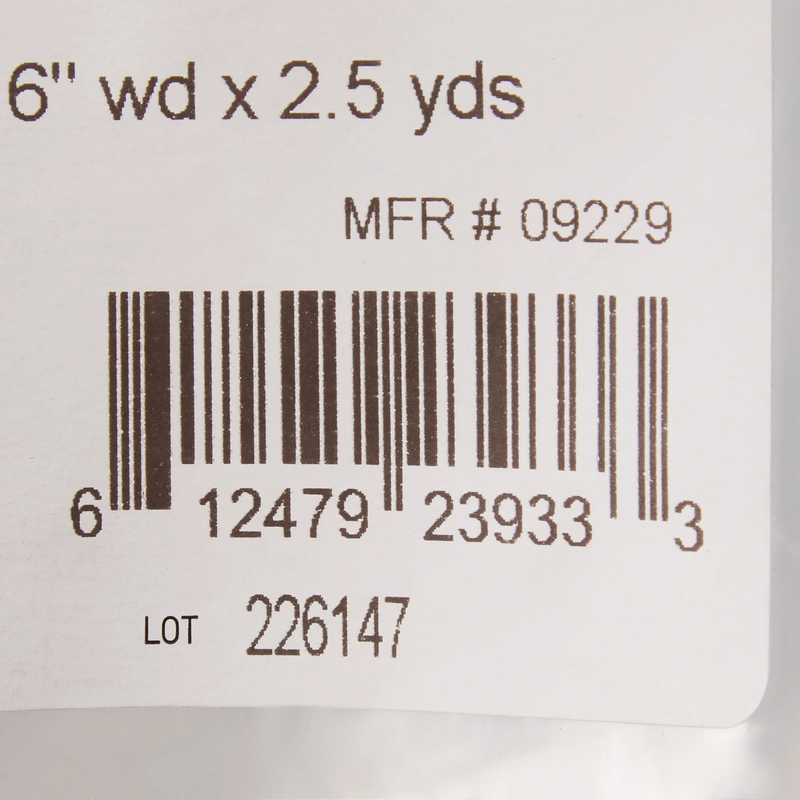 6" wd x 2.5 yds
MFR # 09229
6 12479 23933 3
LOT 226147